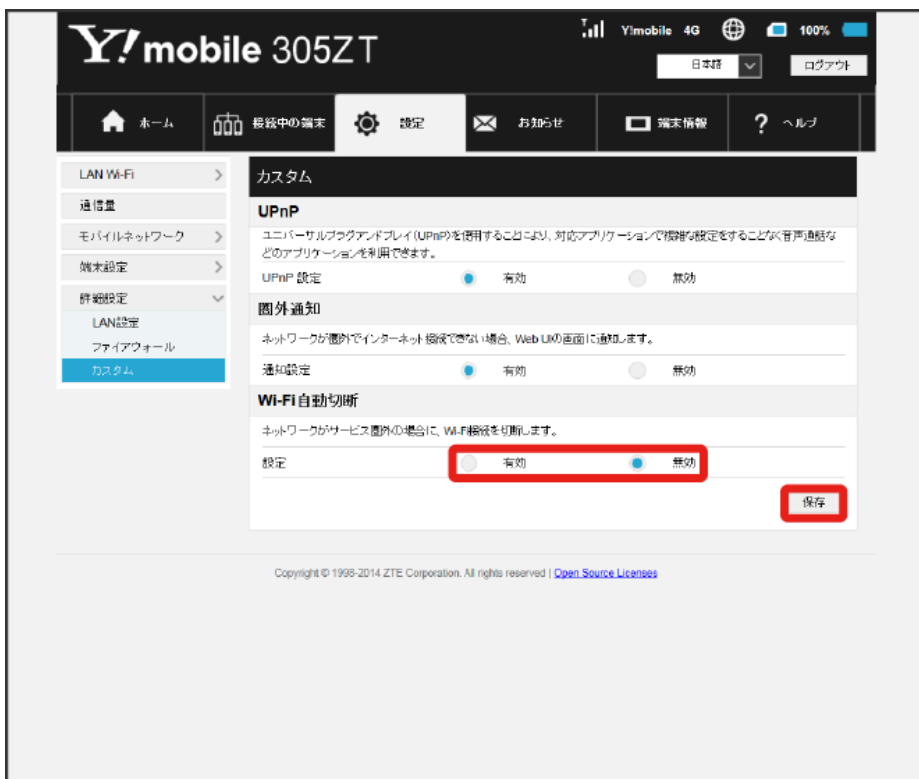 Y! mobile 305ZT
Y!mobile 4G 100%
日本語 ログアウト
ホーム 接続中の端末 設定 お知らせ 端末情報 ? ヘルプ
LAN Wi-Fi
通信量
モバイルネットワーク
端末設定
詳細設定
LAN設定
ファイアウォール
カスタム
カスタム
UPnP
ユニバーサルプラグアンドプレイ(UPnP)を使用することにより、対応アプリケーションで複雑な設定をすることなく音声通話な
どのアプリケーションを利用できます。
UPnP 設定 有効 無効
圏外通知
ネットワークが圏外でインターネット接続できない場合、Web UIの画面に通知します。
通知設定 有効 無効
Wi-Fi自動切断
ネットワークがサービス圏外の場合に、Wi-Fi接続を切断します。
設定 有効 無効
保存
Copyright © 1998-2014 ZTE Corporation. All rights reserved | Open Source Licenses